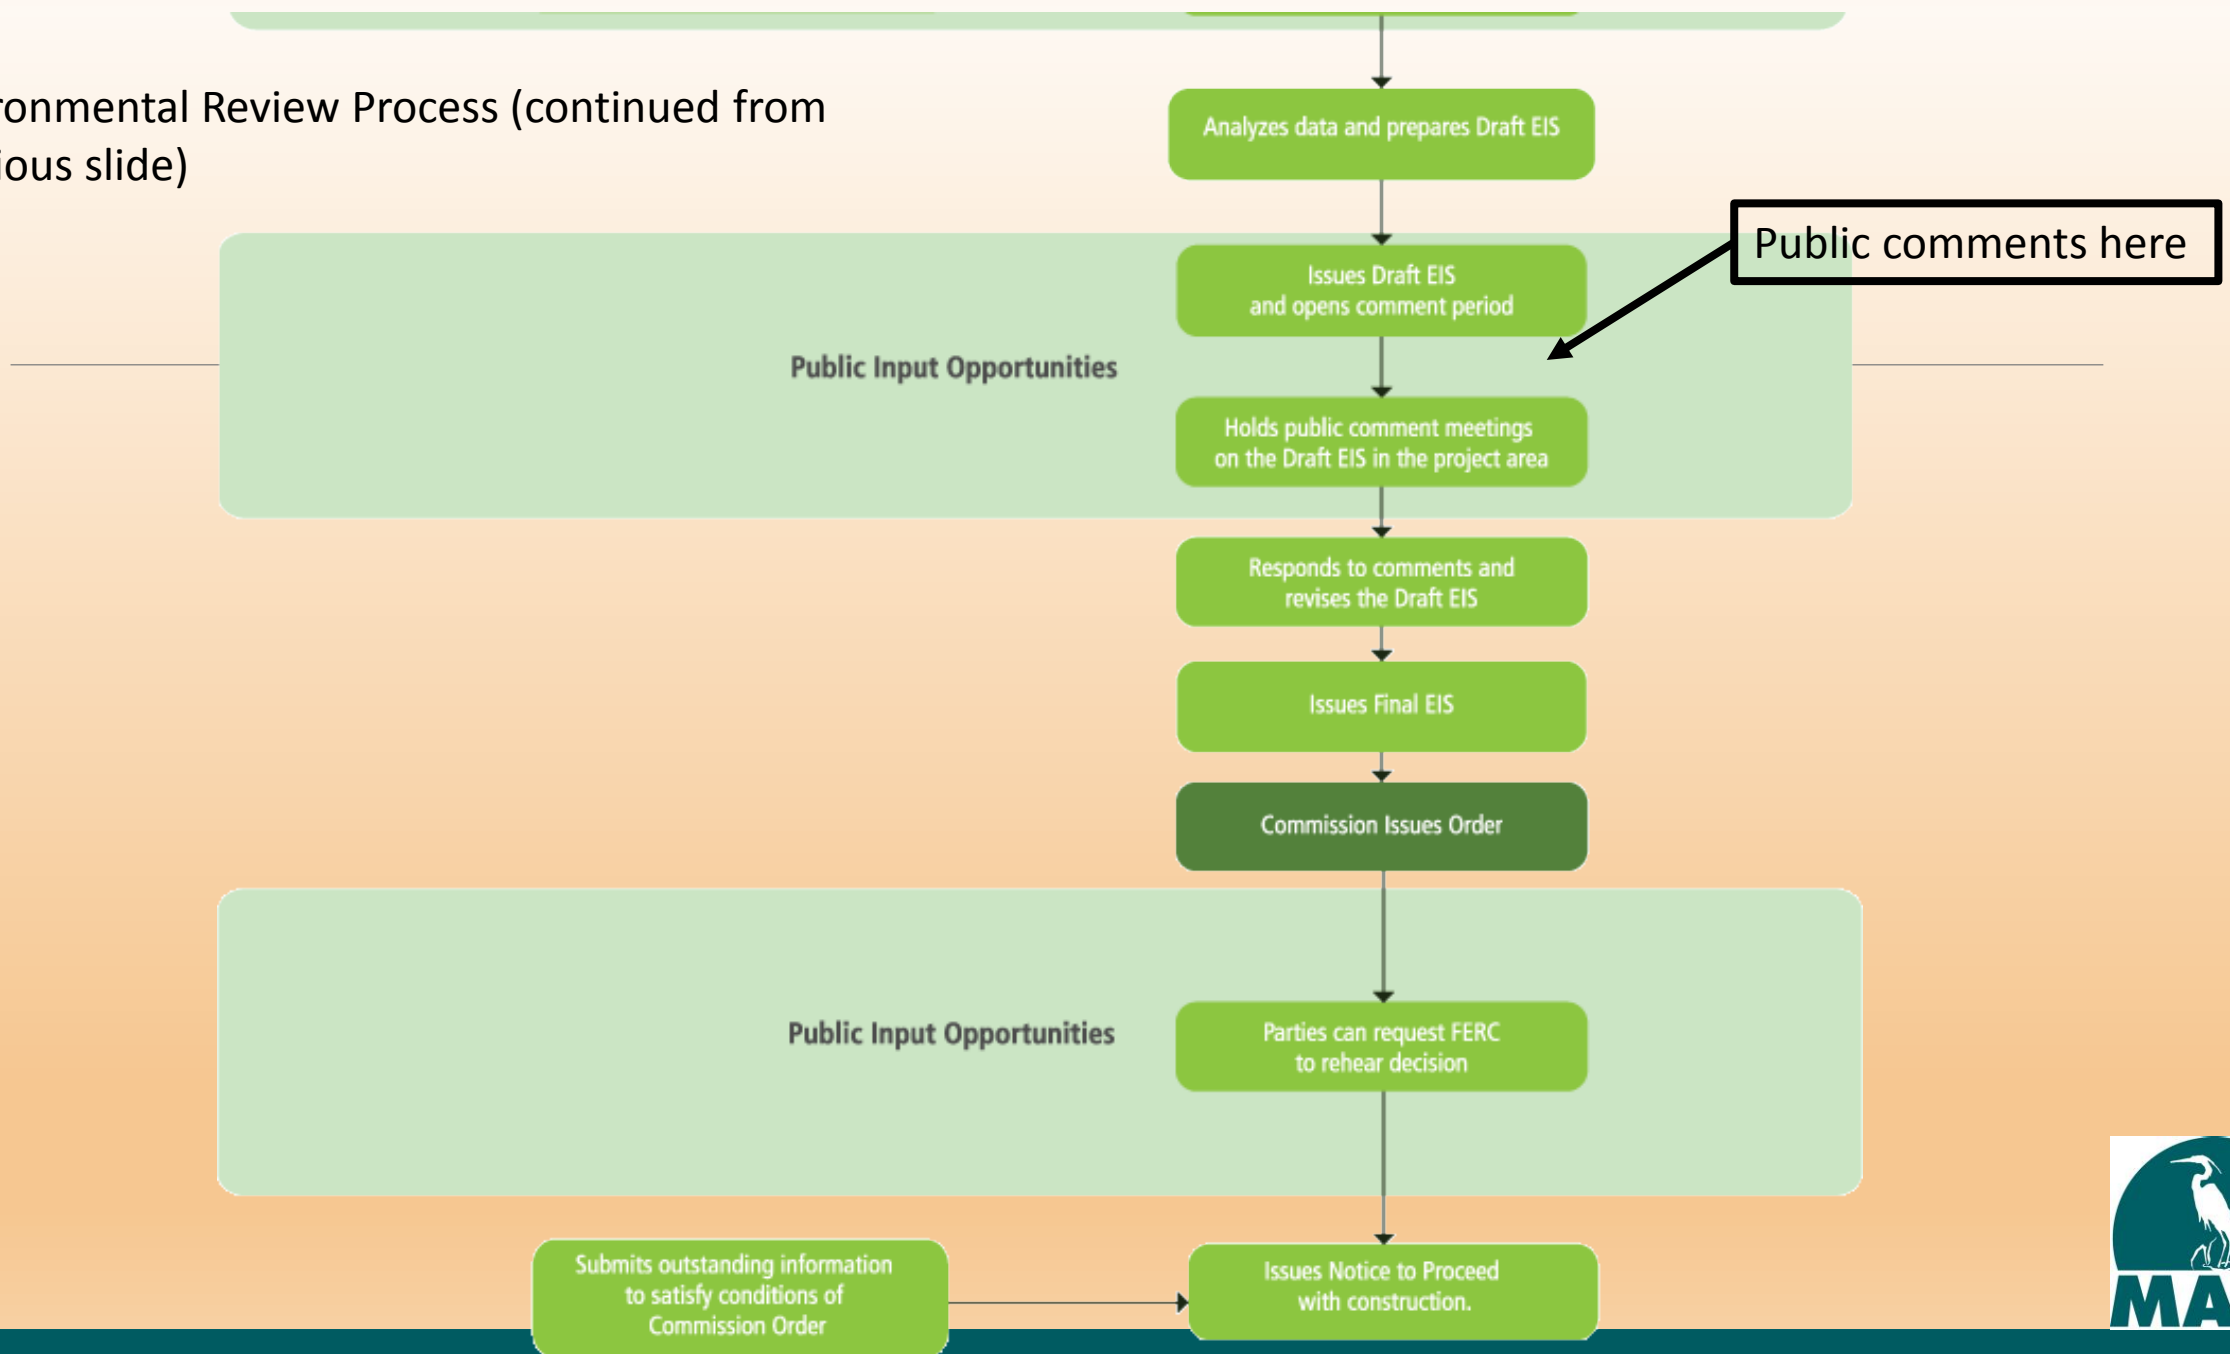 ronmental Review Process (continued from
ious slide)
Analyzes data and prepares Draft EIS
Public comments here
Issues Draft EIS
and opens comment period
Public Input Opportunities
Holds public comment meetings
on the Draft EIS in the project area
Responds to comments and
revises the Draft EIS
Issues Final EIS
Commission Issues Order
Public Input Opportunities
Parties can request FERC
to rehear decision
Submits outstanding information
to satisfy conditions of
Commission Order
Issues Notice to Proceed
with construction.
MA